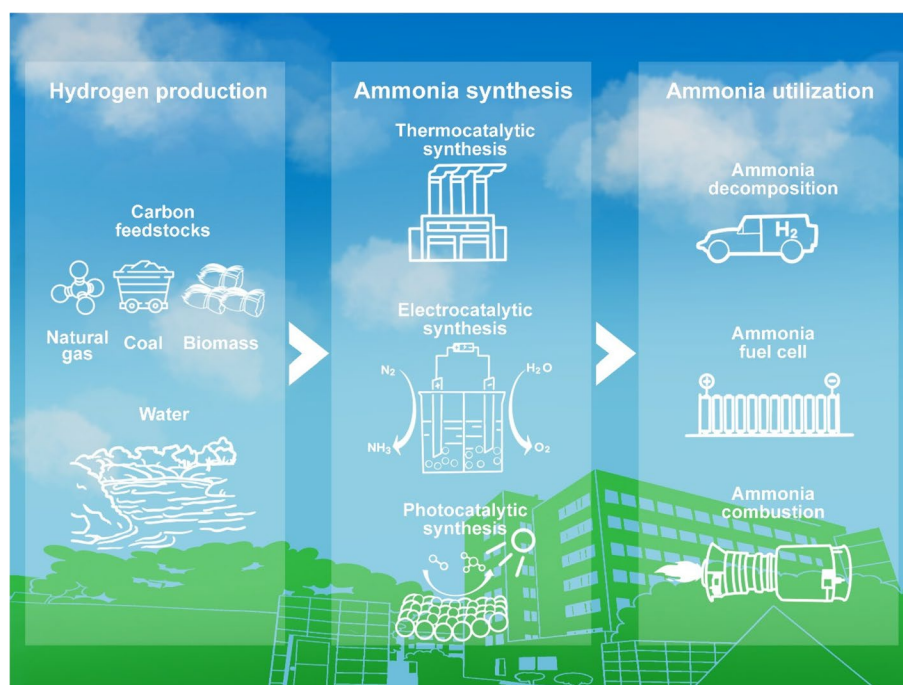 Hydrogen production
Carbon
feedstocks
Natural
gas
Coal
Biomass
Water
Ammonia synthesis
Thermocatalytic
synthesis
Electrocatalytic
synthesis
N₂
H₂O
+
-
NH₃
O₂
Photocatalytic
synthesis
Ammonia utilization
Ammonia
decomposition
H₂
Ammonia
fuel cell
+
-
Ammonia
combustion